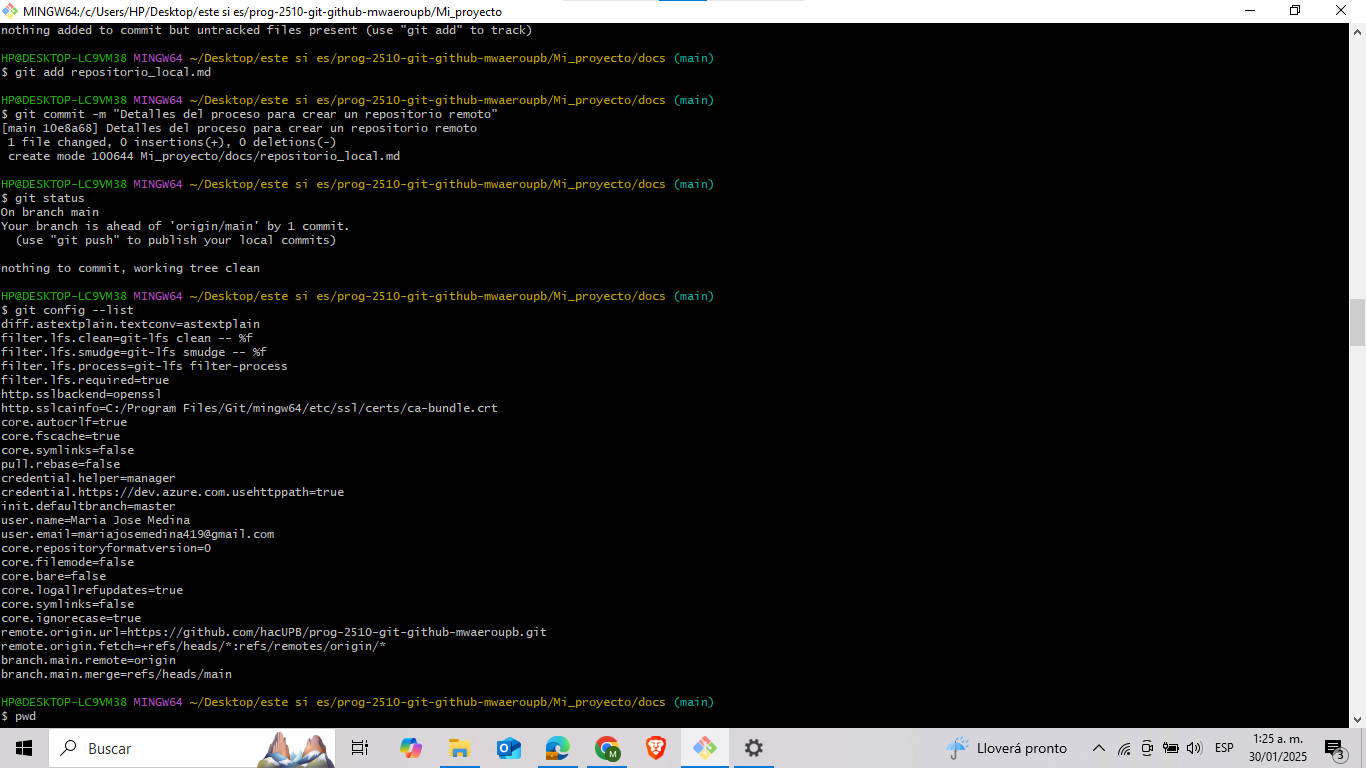 MINGW64:/c/Users/HP/Desktop/este si es/prog-2510-git-github-mwaeroupb/Mi_proyecto
nothing added to commit but untracked files present (use "git add" to track)
HP@DESKTOP-LC9VM38 MINGW64 ~/Desktop/este si es/prog-2510-git-github-mwaeroupb/Mi_proyecto/docs (main)
$ git add repositorio_local.md
HP@DESKTOP-LC9VM38 MINGW64 ~/Desktop/este si es/prog-2510-git-github-mwaeroupb/Mi_proyecto/docs (main)
$ git commit -m "Detalles del proceso para crear un repositorio remoto"
[main 10e8a68] Detalles del proceso para crear un repositorio remoto
 1 file changed, 0 insertions(+), 0 deletions(-)
 create mode 100644 Mi_proyecto/docs/repositorio_local.md
HP@DESKTOP-LC9VM38 MINGW64 ~/Desktop/este si es/prog-2510-git-github-mwaeroupb/Mi_proyecto/docs (main)
$ git status
On branch main
Your branch is ahead of 'origin/main' by 1 commit.
  (use "git push" to publish your local commits)
nothing to commit, working tree clean
HP@DESKTOP-LC9VM38 MINGW64 ~/Desktop/este si es/prog-2510-git-github-mwaeroupb/Mi_proyecto/docs (main)
$ git config --list
diff.astextplain.textconv=astextplain
filter.lfs.clean=git-lfs clean -- %f
filter.lfs.smudge=git-lfs smudge -- %f
filter.lfs.process=git-lfs filter-process
filter.lfs.required=true
http.sslbackend=openssl
http.sslcainfo=C:/Program Files/Git/mingw64/etc/ssl/certs/ca-bundle.crt
core.autocrlf=true
core.fscache=true
core.symlinks=false
pull.rebase=false
credential.helper=manager
credential.https://dev.azure.com.usehttppath=true
init.defaultbranch=master
user.name=Maria Jose Medina
user.email=mariajosemedina419@gmail.com
core.repositoryformatversion=0
core.filemode=false
core.bare=false
core.logallrefupdates=true
core.symlinks=false
core.ignorecase=true
remote.origin.url=https://github.com/hacUPB/prog-2510-git-github-mwaeroupb.git
remote.origin.fetch=+refs/heads/*:refs/remotes/origin/*
branch.main.remote=origin
branch.main.merge=refs/heads/main
HP@DESKTOP-LC9VM38 MINGW64 ~/Desktop/este si es/prog-2510-git-github-mwaeroupb/Mi_proyecto/docs (main)
$ pwd
Buscar
M
Lloverá pronto
ESP
1:25 a. m.
30/01/2025
3